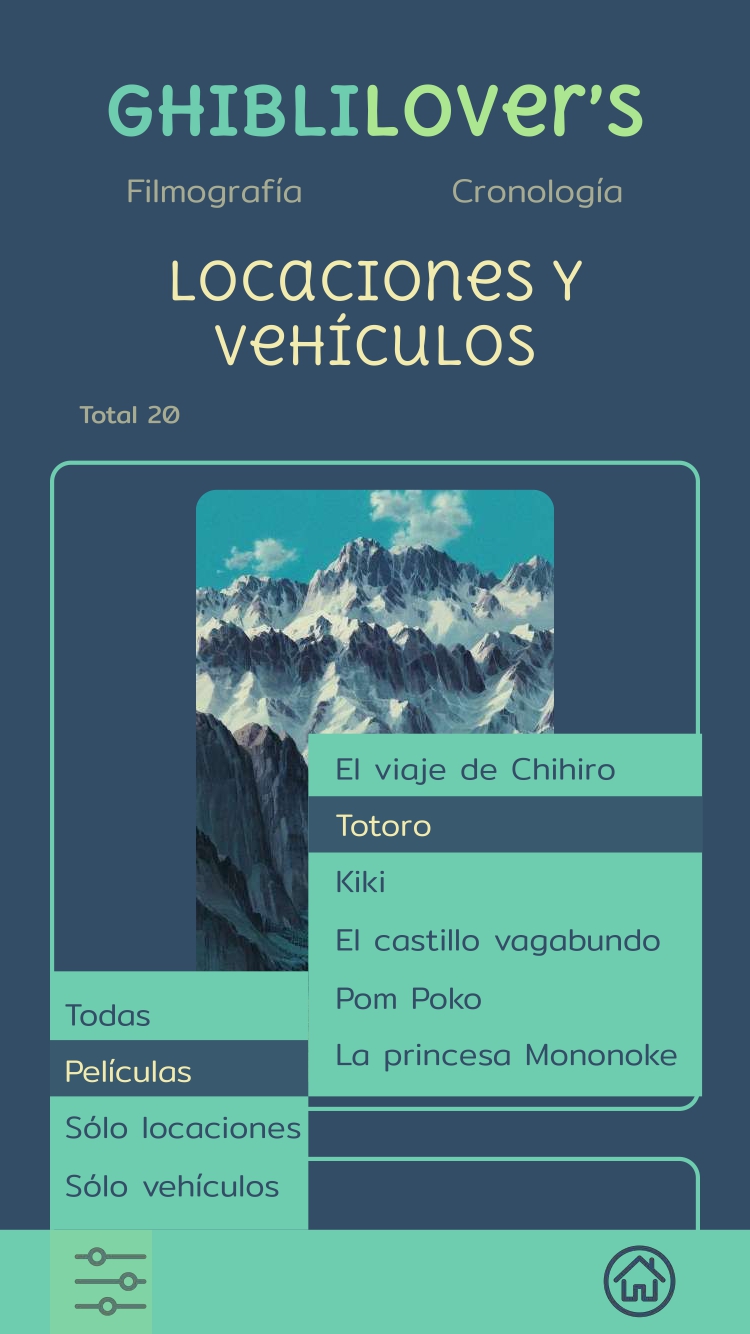 GHIBLILOVer's
Filmografía Cronología
Locaciones y
vehículos
Total 20
El viaje de Chihiro
Totoro
Kiki
El castillo vagabundo
Pom Poko
La princesa Mononoke
Todas
Películas
Sólo locaciones
Sólo vehículos